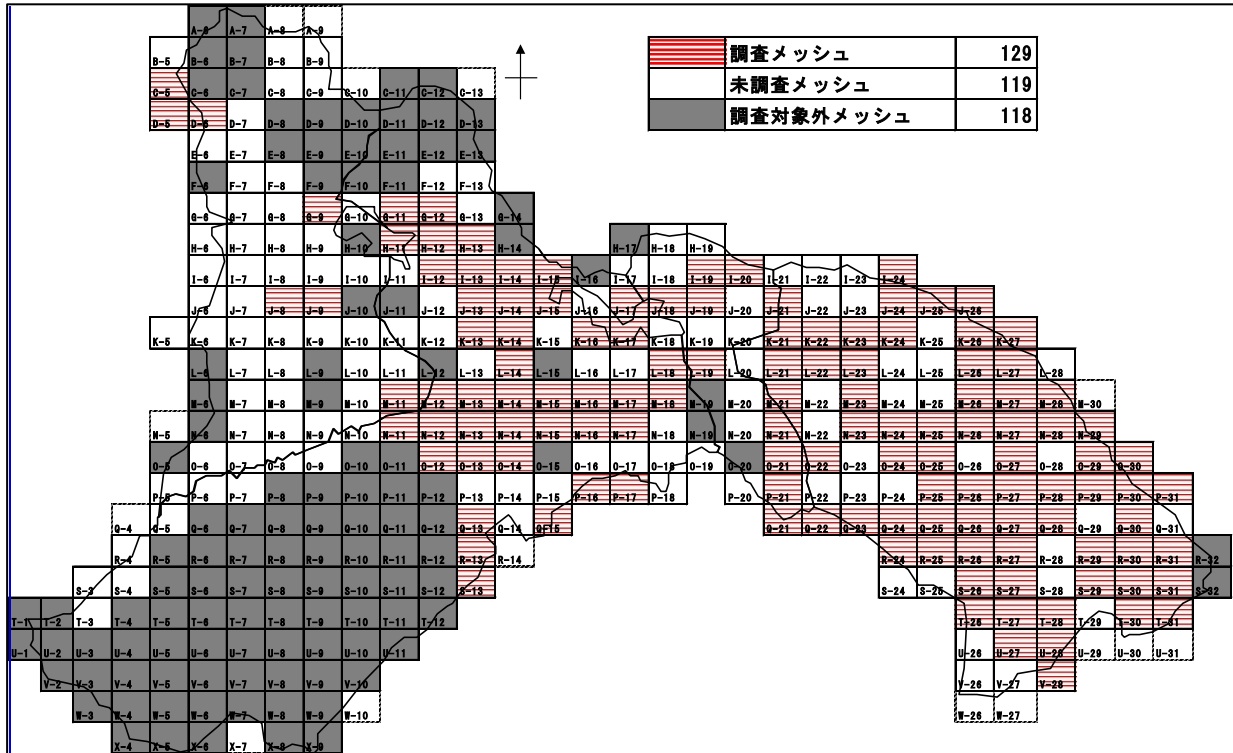 調査メッシュ 129
未調査メッシュ 119
調査対象外メッシュ 118
A-6 A-7 A-8 A-9
B-5 B-6 B-7 B-8 B-9
C-5 C-6 C-7 C-8 C-9 C-10 C-11 C-12 C-13
D-5 D-6 D-7 D-8 D-9 D-10 D-11 D-12 D-13
E-6 E-7 E-8 E-9 E-10 E-11 E-12 E-13
F-6 F-7 F-8 F-9 F-10 F-11 F-12 F-13
G-6 G-7 G-8 G-9 G-10 G-11 G-12 G-13 G-14
H-6 H-7 H-8 H-9 H-10 H-11 H-12 H-13 H-14 H-17 H-18 H-19
I-6 I-7 I-8 I-9 I-10 I-11 I-12 I-13 I-14 I-15 I-16 I-17 I-18 I-19 I-20 I-21 I-22 I-23 I-24
J-6 J-7 J-8 J-9 J-10 J-11 J-12 J-13 J-14 J-15 J-16 J-17 J-18 J-19 J-20 J-21 J-22 J-23 J-24 J-25 J-26
K-5 K-6 K-7 K-8 K-9 K-10 K-11 K-12 K-13 K-14 K-15 K-16 K-17 K-18 K-19 K-20 K-21 K-22 K-23 K-24 K-25 K-26 K-27
L-6 L-7 L-8 L-9 L-10 L-11 L-12 L-13 L-14 L-15 L-16 L-17 L-18 L-19 L-20 L-21 L-22 L-23 L-24 L-25 L-26 L-27 L-28
M-6 M-7 M-8 M-9 M-10 M-11 M-12 M-13 M-14 M-15 M-16 M-17 M-18 M-19 M-20 M-21 M-22 M-23 M-24 M-25 M-26 M-27 M-28 M-30
N-5 N-6 N-7 N-8 N-9 N-10 N-11 N-12 N-13 N-14 N-15 N-16 N-17 N-18 N-19 N-20 N-21 N-22 N-23 N-24 N-25 N-26 N-27 N-28 N-29
O-5 O-6 O-7 O-8 O-9 O-10 O-11 O-12 O-13 O-14 O-15 O-16 O-17 O-18 O-19 O-20 O-21 O-22 O-23 O-24 O-25 O-26 O-27 O-28 O-29 O-30
P-5 P-6 P-7 P-8 P-9 P-10 P-11 P-12 P-13 P-14 P-15 P-16 P-17 P-18 P-20 P-21 P-22 P-23 P-24 P-25 P-26 P-27 P-28 P-29 P-30 P-31
Q-4 Q-5 Q-6 Q-7 Q-8 Q-9 Q-10 Q-11 Q-12 Q-13 Q-14 QF15 Q-21 Q-22 Q-23 Q-24 Q-25 Q-26 Q-27 Q-28 Q-29 Q-30 Q-31
R-4 R-5 R-6 R-7 R-8 R-9 R-10 R-11 R-12 R-13 R-14 R-24 R-25 R-26 R-27 R-28 R-29 R-30 R-31 R-32
S-3 S-4 S-5 S-6 S-7 S-8 S-9 S-10 S-11 S-12 S-13 S-24 S-25 S-26 S-27 S-28 S-29 S-30 S-31 S-32
T-1 T-2 T-3 T-4 T-5 T-6 T-7 T-8 T-9 T-10 T-11 T-12 T-26 T-27 T-28 T-29 T-30 T-31
U-1 U-2 U-3 U-4 U-5 U-6 U-7 U-8 U-9 U-10 U-11 U-26 U-27 U-28 U-29 U-30 U-31
V-2 V-3 V-4 V-5 V-6 V-7 V-8 V-9 V-10 V-26 V-27 V-28
W-3 W-4 W-5 W-6 W-7 W-8 W-9 W-10 W-26 W-27
X-4 X-5 X-6 X-7 X-8 X-9